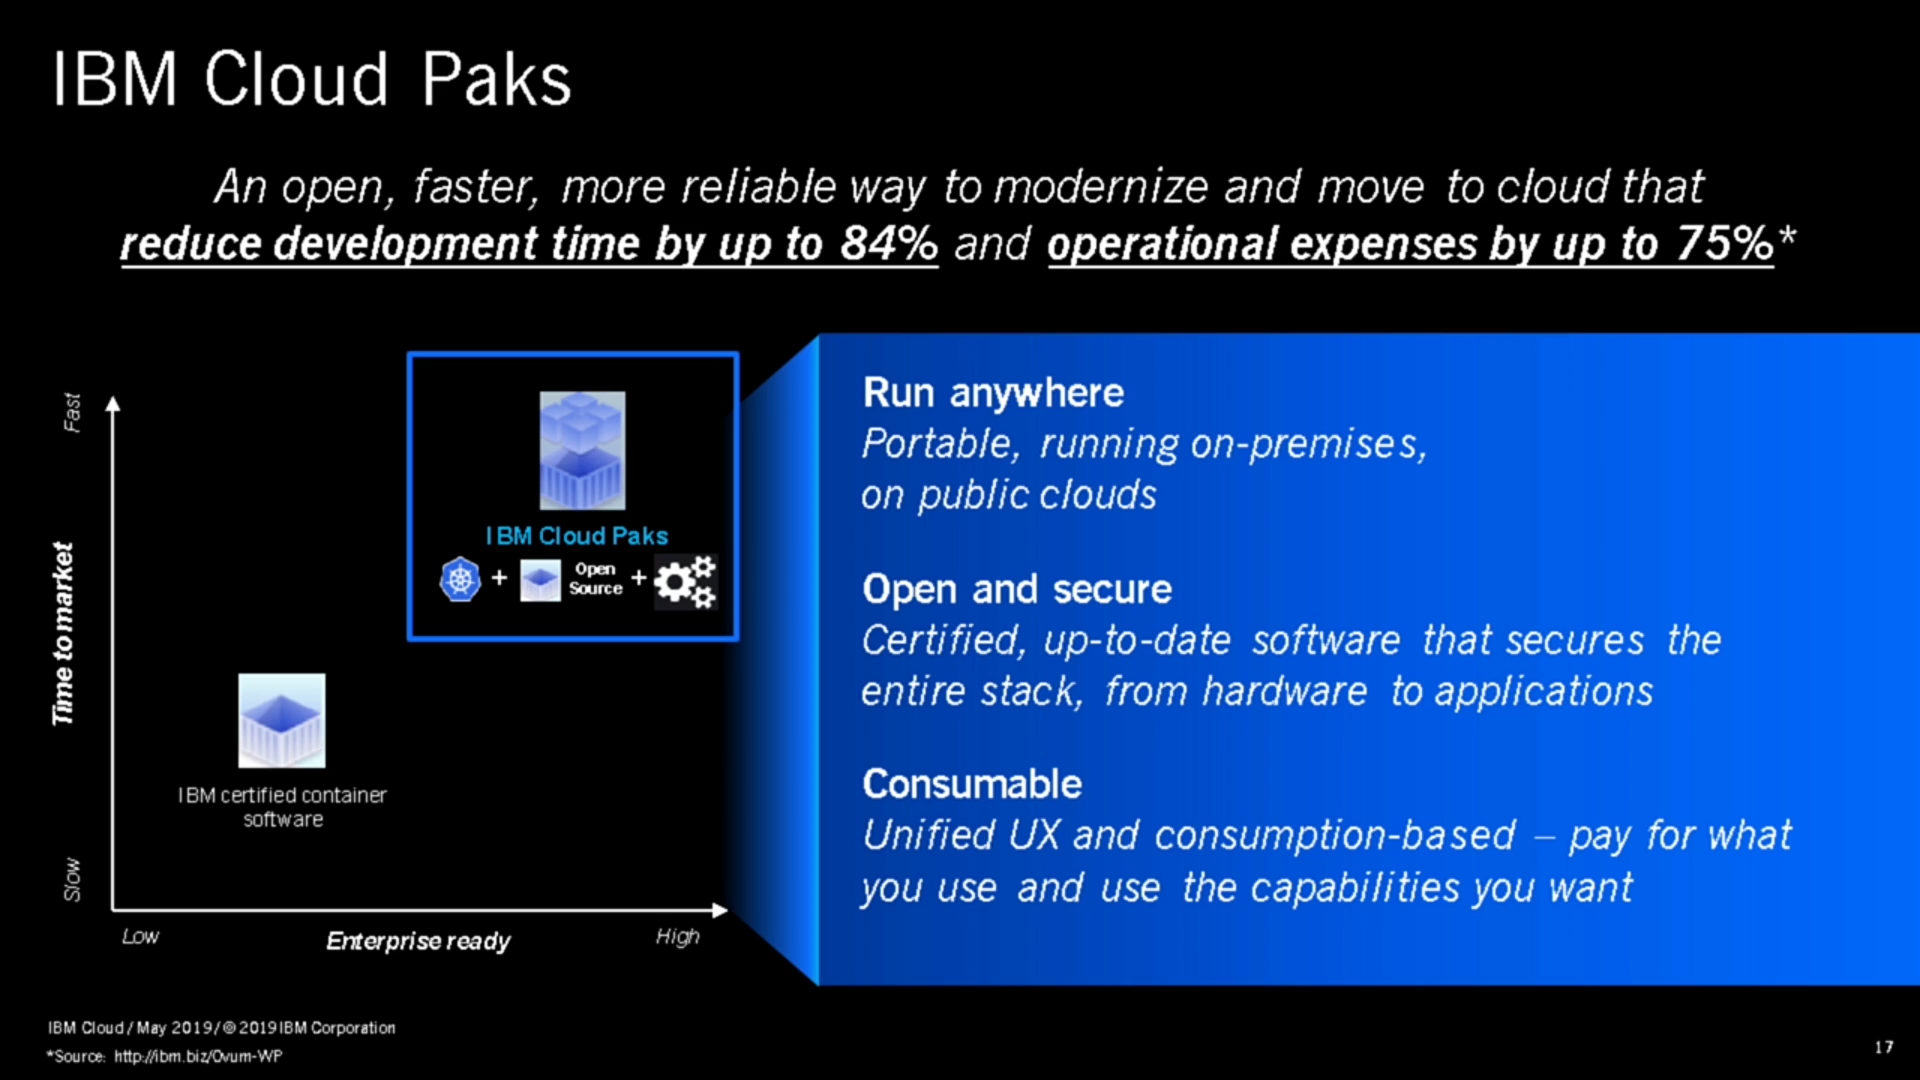 IBM Cloud Paks
An open, faster, more reliable way to modernize and move to cloud that
reduce development time by up to 84% and operational expenses by up to 75%*
Fast
Time to market
Slow
IBM Cloud Paks
+ Open Source +
IBM certified container
software
Low
Enterprise ready
High
Run anywhere
Portable, running on-premises,
on public clouds
Open and secure
Certified, up-to-date software that secures the
entire stack, from hardware to applications
Consumable
Unified UX and consumption-based – pay for what
you use and use the capabilities you want
IBM Cloud / May 2019 / © 2019 IBM Corporation
*Source: http://ibm.biz/Ovum-WP
17